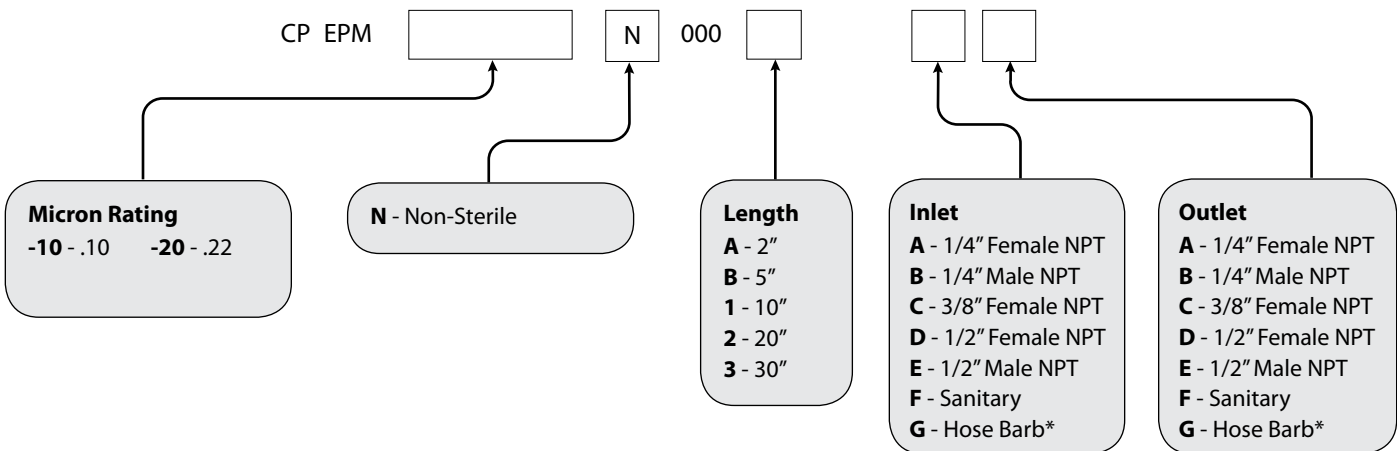 CP EPM N 000
Micron Rating
-10 - .10 -20 - .22
N - Non-Sterile
Length
A - 2”
B - 5”
1 - 10”
2 - 20”
3 - 30”
Inlet
A - 1/4” Female NPT
B - 1/4” Male NPT
C - 3/8” Female NPT
D - 1/2” Female NPT
E - 1/2” Male NPT
F - Sanitary
G - Hose Barb*
Outlet
A - 1/4” Female NPT
B - 1/4” Male NPT
C - 3/8” Female NPT
D - 1/2” Female NPT
E - 1/2” Male NPT
F - Sanitary
G - Hose Barb*